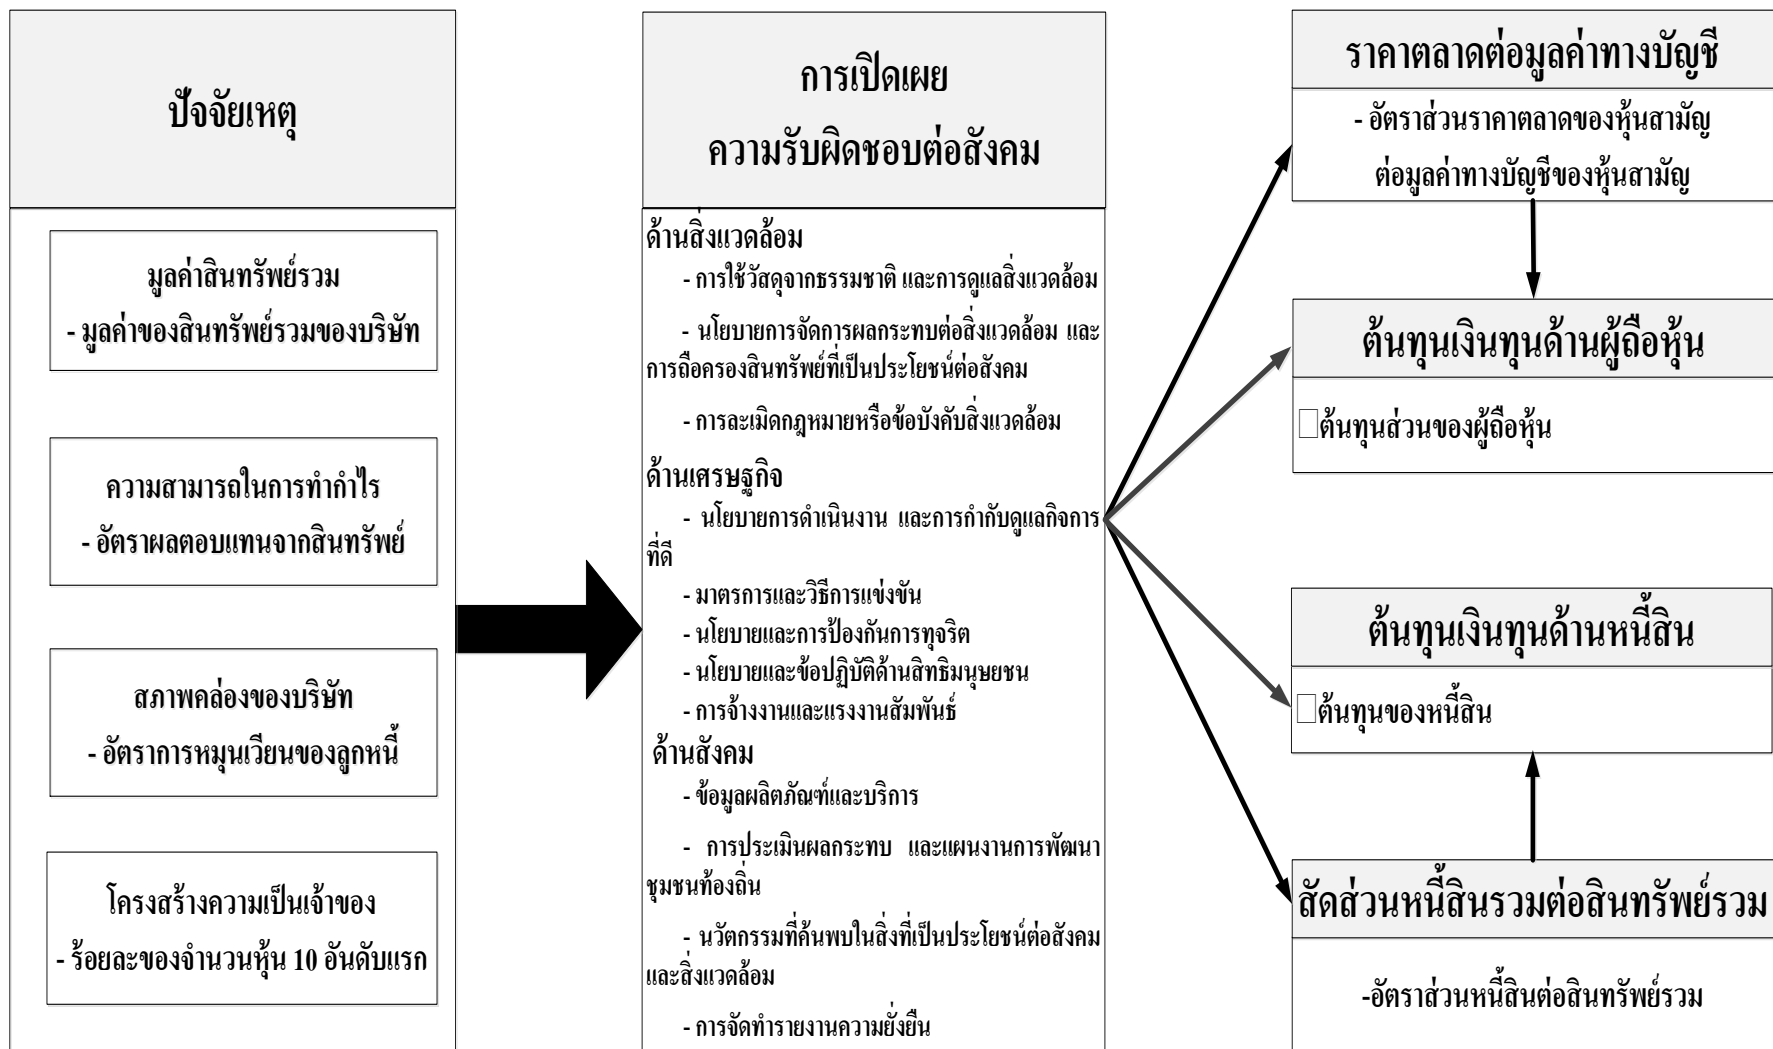 ปัจจัยเหตุ
มูลค่าสินทรัพย์รวม
- มูลค่าของสินทรัพย์รวมของบริษัท
ความสามารถในการทำกำไร
- อัตราผลตอบแทนจากสินทรัพย์
สภาพคล่องของบริษัท
- อัตราการหมุนเวียนของลูกหนี้
โครงสร้างความเป็นเจ้าของ
- ร้อยละของจำนวนหุ้น 10 อันดับแรก
การเปิดเผย
ความรับผิดชอบต่อสังคม
ด้านสิ่งแวดล้อม
- การใช้วัสดุจากธรรมชาติ และการดูแลสิ่งแวดล้อม
- นโยบายการจัดการผลกระทบต่อสิ่งแวดล้อม และ
การถือครองสินทรัพย์ที่เป็นประโยชน์ต่อสังคม
- การละเมิดกฎหมายหรือข้อบังคับสิ่งแวดล้อม
ด้านเศรษฐกิจ
- นโยบายการดำเนินงาน และการกำกับดูแลกิจการ
ที่ดี
- มาตรการและวิธีการแข่งขัน
- นโยบายและการป้องกันการทุจริต
- นโยบายและข้อปฏิบัติด้านสิทธิมนุษยชน
- การจ้างงานและแรงงานสัมพันธ์
ด้านสังคม
- ข้อมูลผลิตภัณฑ์และบริการ
- การประเมินผลกระทบ และแผนงานการพัฒนา
ชุมชนท้องถิ่น
- นวัตกรรมที่ค้นพบในสิ่งที่เป็นประโยชน์ต่อสังคม
และสิ่งแวดล้อม
- การจัดทำรายงานความยั่งยืน
ราคาตลาดต่อมูลค่าทางบัญชี
- อัตราส่วนราคาตลาดของหุ้นสามัญ
ต่อมูลค่าทางบัญชีของหุ้นสามัญ
ต้นทุนเงินทุนด้านผู้ถือหุ้น
ต้นทุนส่วนของผู้ถือหุ้น
ต้นทุนเงินทุนด้านหนี้สิน
ต้นทุนของหนี้สิน
สัดส่วนหนี้สินรวมต่อสินทรัพย์รวม
-อัตราส่วนหนี้สินต่อสินทรัพย์รวม